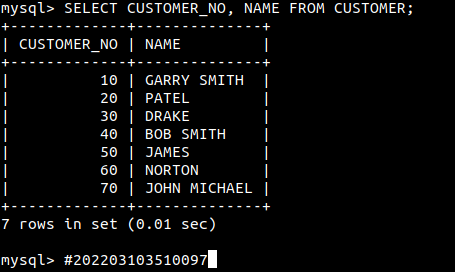 mysql> SELECT CUSTOMER_NO, NAME FROM CUSTOMER;
+-------------+--------------+
| CUSTOMER_NO | NAME         |
+-------------+--------------+
|          10 | GARRY SMITH  |
|          20 | PATEL        |
|          30 | DRAKE        |
|          40 | BOB SMITH    |
|          50 | JAMES        |
|          60 | NORTON       |
|          70 | JOHN MICHAEL |
+-------------+--------------+
7 rows in set (0.01 sec)
mysql> #202203103510097